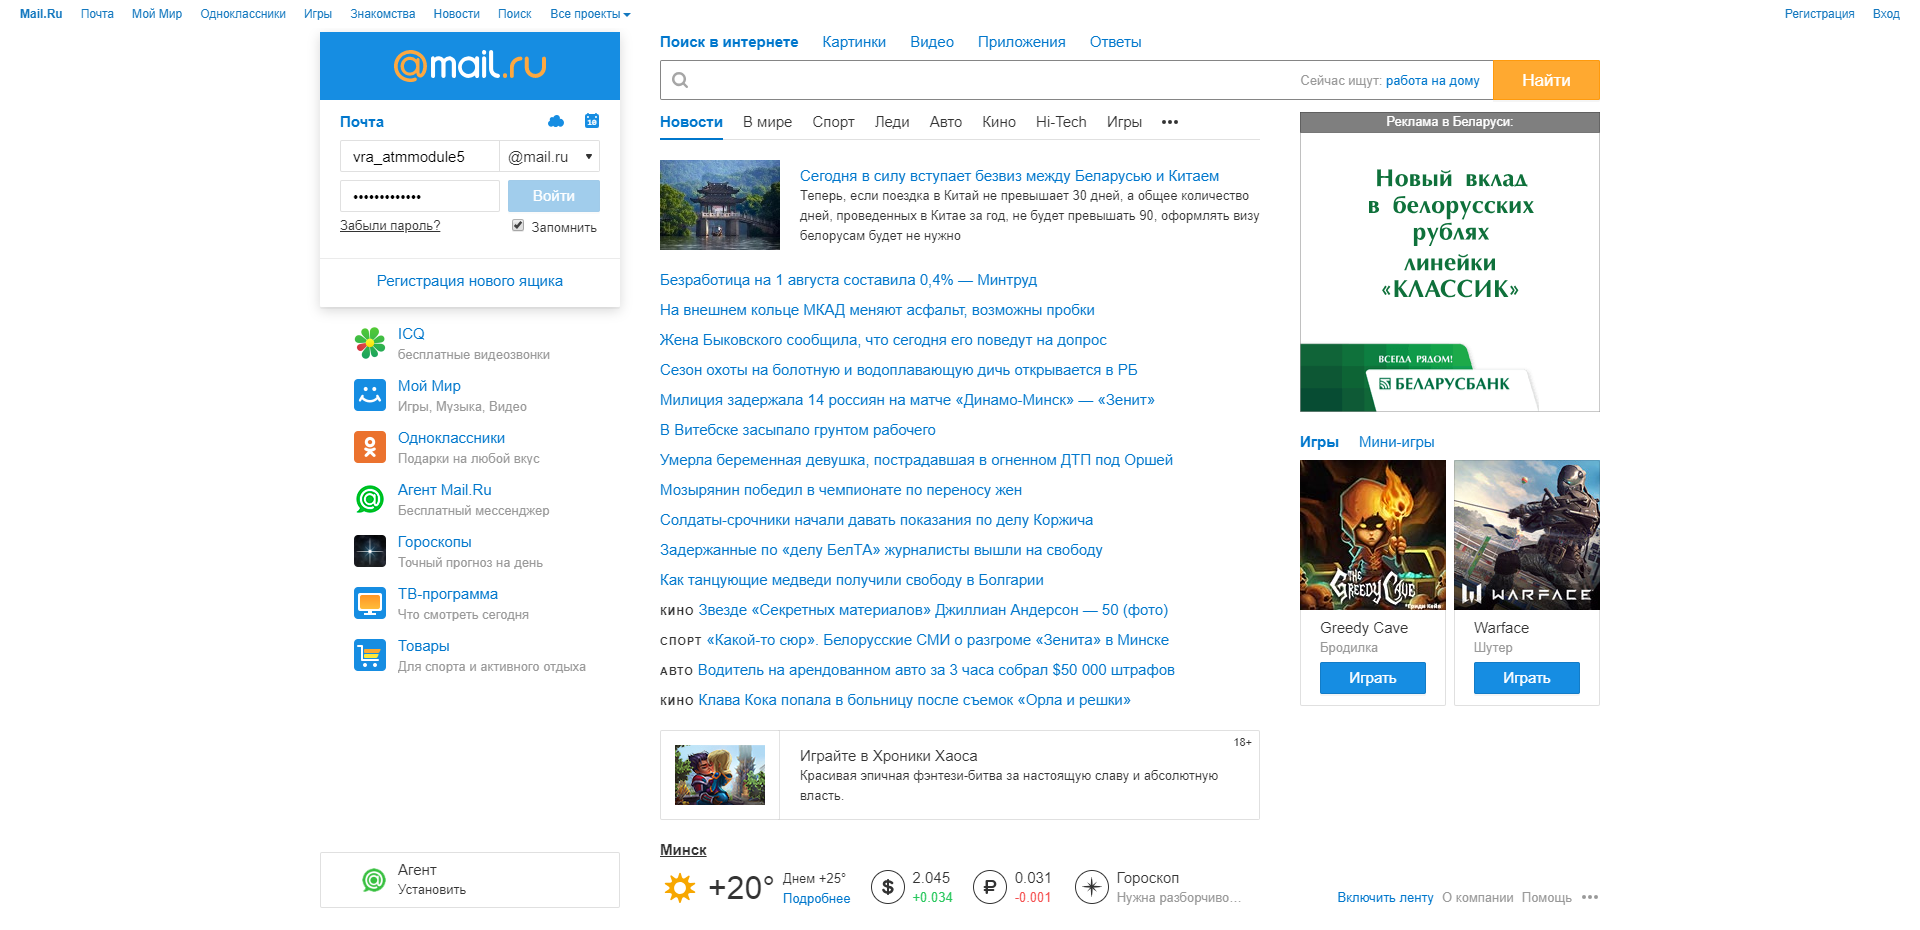 Mail.Ru Почта Мой Мир Одноклассники Игры Знакомства Новости Поиск Все проекты Регистрация Вход
@mail.ru
Почта
10
vra_atmmodule5 @mail.ru
••••••••••••• Войти
Забыли пароль? Запомнить
Регистрация нового ящика
ICQ
бесплатные видеозвонки
Мой Мир
Игры, Музыка, Видео
Одноклассники
Подарки на любой вкус
Агент Mail.Ru
Бесплатный мессенджер
Гороскопы
Точный прогноз на день
ТВ-программа
Что смотреть сегодня
Товары
Для спорта и активного отдыха
Агент
Установить
Поиск в интернете Картинки Видео Приложения Ответы
Сейчас ищут: работа на дому Найти
Новости В мире Спорт Леди Авто Кино Hi-Tech Игры •••
Сегодня в силу вступает безвиз между Беларусью и Китаем
Теперь, если поездка в Китай не превышает 30 дней, а общее количество
дней, проведенных в Китае за год, не будет превышать 90, оформлять визу
белорусам будет не нужно
Безработица на 1 августа составила 0,4% — Минтруд
На внешнем кольце МКАД меняют асфальт, возможны пробки
Жена Быковского сообщила, что сегодня его поведут на допрос
Сезон охоты на болотную и водоплавающую дичь открывается в РБ
Милиция задержала 14 россиян на матче «Динамо-Минск» — «Зенит»
В Витебске засыпало грунтом рабочего
Умерла беременная девушка, пострадавшая в огненном ДТП под Оршей
Мозырянин победил в чемпионате по переносу жен
Солдаты-срочники начали давать показания по делу Коржича
Задержанные по «делу БелТА» журналисты вышли на свободу
Как танцующие медведи получили свободу в Болгарии
КИНО Звезде «Секретных материалов» Джиллиан Андерсон — 50 (фото)
СПОРТ «Какой-то сюр». Белорусские СМИ о разгроме «Зенита» в Минске
АВТО Водитель на арендованном авто за 3 часа собрал $50 000 штрафов
КИНО Клава Кока попала в больницу после съемок «Орла и решки»
18+
Играйте в Хроники Хаоса
Красивая эпичная фэнтези-битва за настоящую славу и абсолютную
власть.
Минск
+20° Днем +25° Подробнее
$ 2.045 +0.034
₽ 0.031 -0.001
Гороскоп
Нужна разборчиво...
Реклама в Беларуси:
Новый вклад
в белорусских
рублях
линейки
«КЛАССИК»
ВСЕГДА РЯДОМ!
БЕЛАРУСБАНК
Игры Мини-игры
THE
GREEDY CAVE
*Гриди Кейв
WARFACE
Greedy Cave
Бродилка
Играть
Warface
Шутер
Играть
Включить ленту О компании Помощь •••